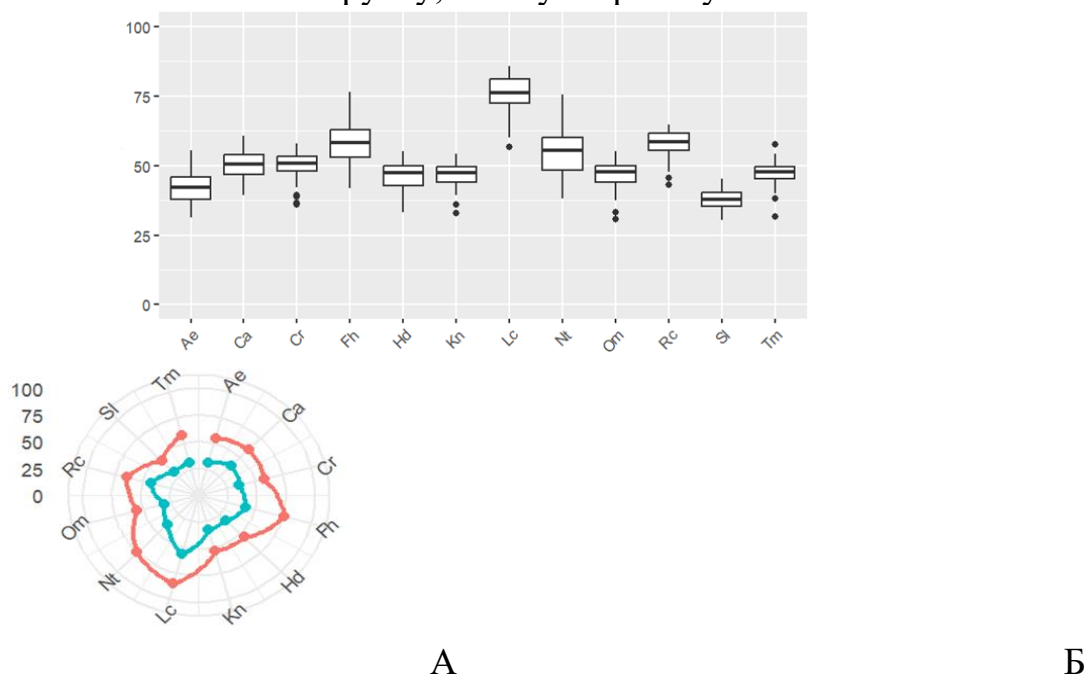 100
75
50
25
0
Ae Ca Cr Fh Hd Kn Lc Nt Om Rc Sl Tm
100
75
50
25
0
Tm Ae
Sl Ca
Rc Cr
Om Fh
Nt Hd
Lc Kn
А Б